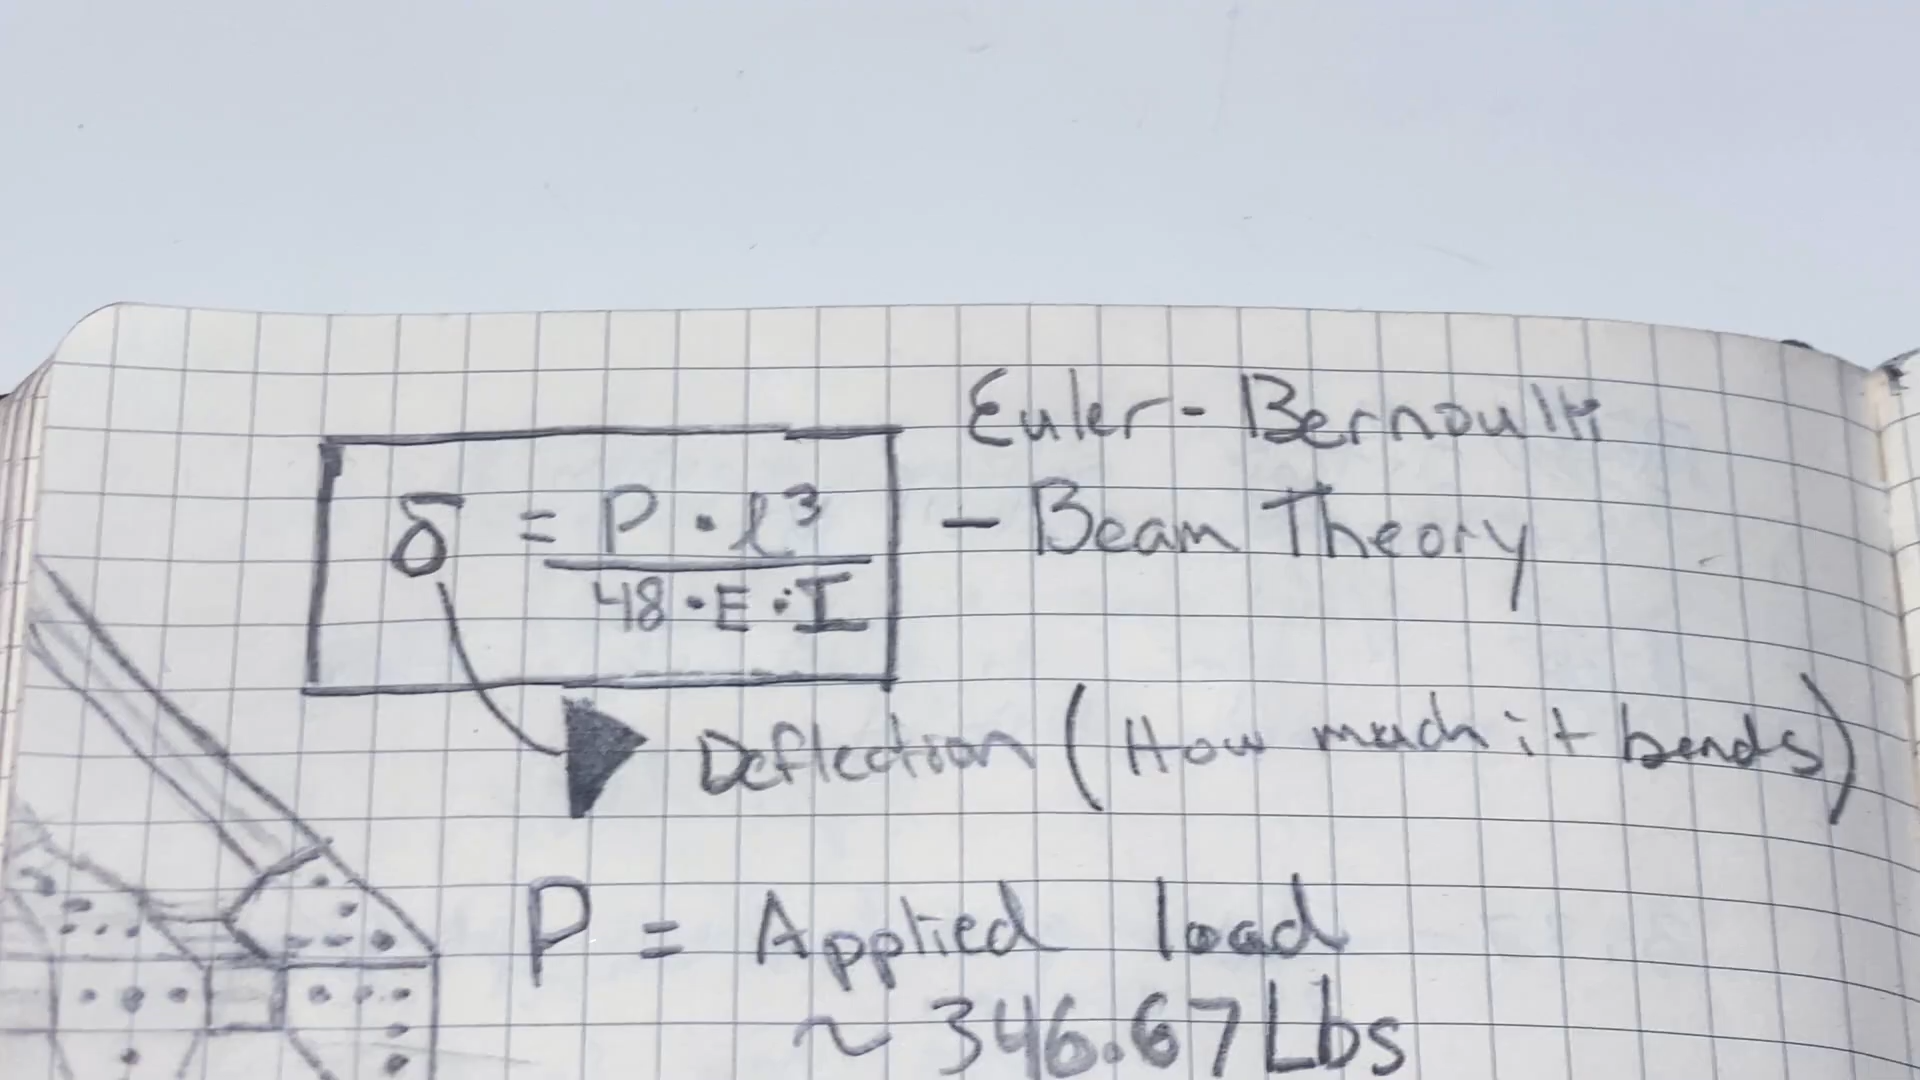 Euler-Bernoulli
δ = P · l³ / 48 · E · I
- Beam Theory
Deflection (How much it bends)
P = Applied load
~ 346.67 Lbs